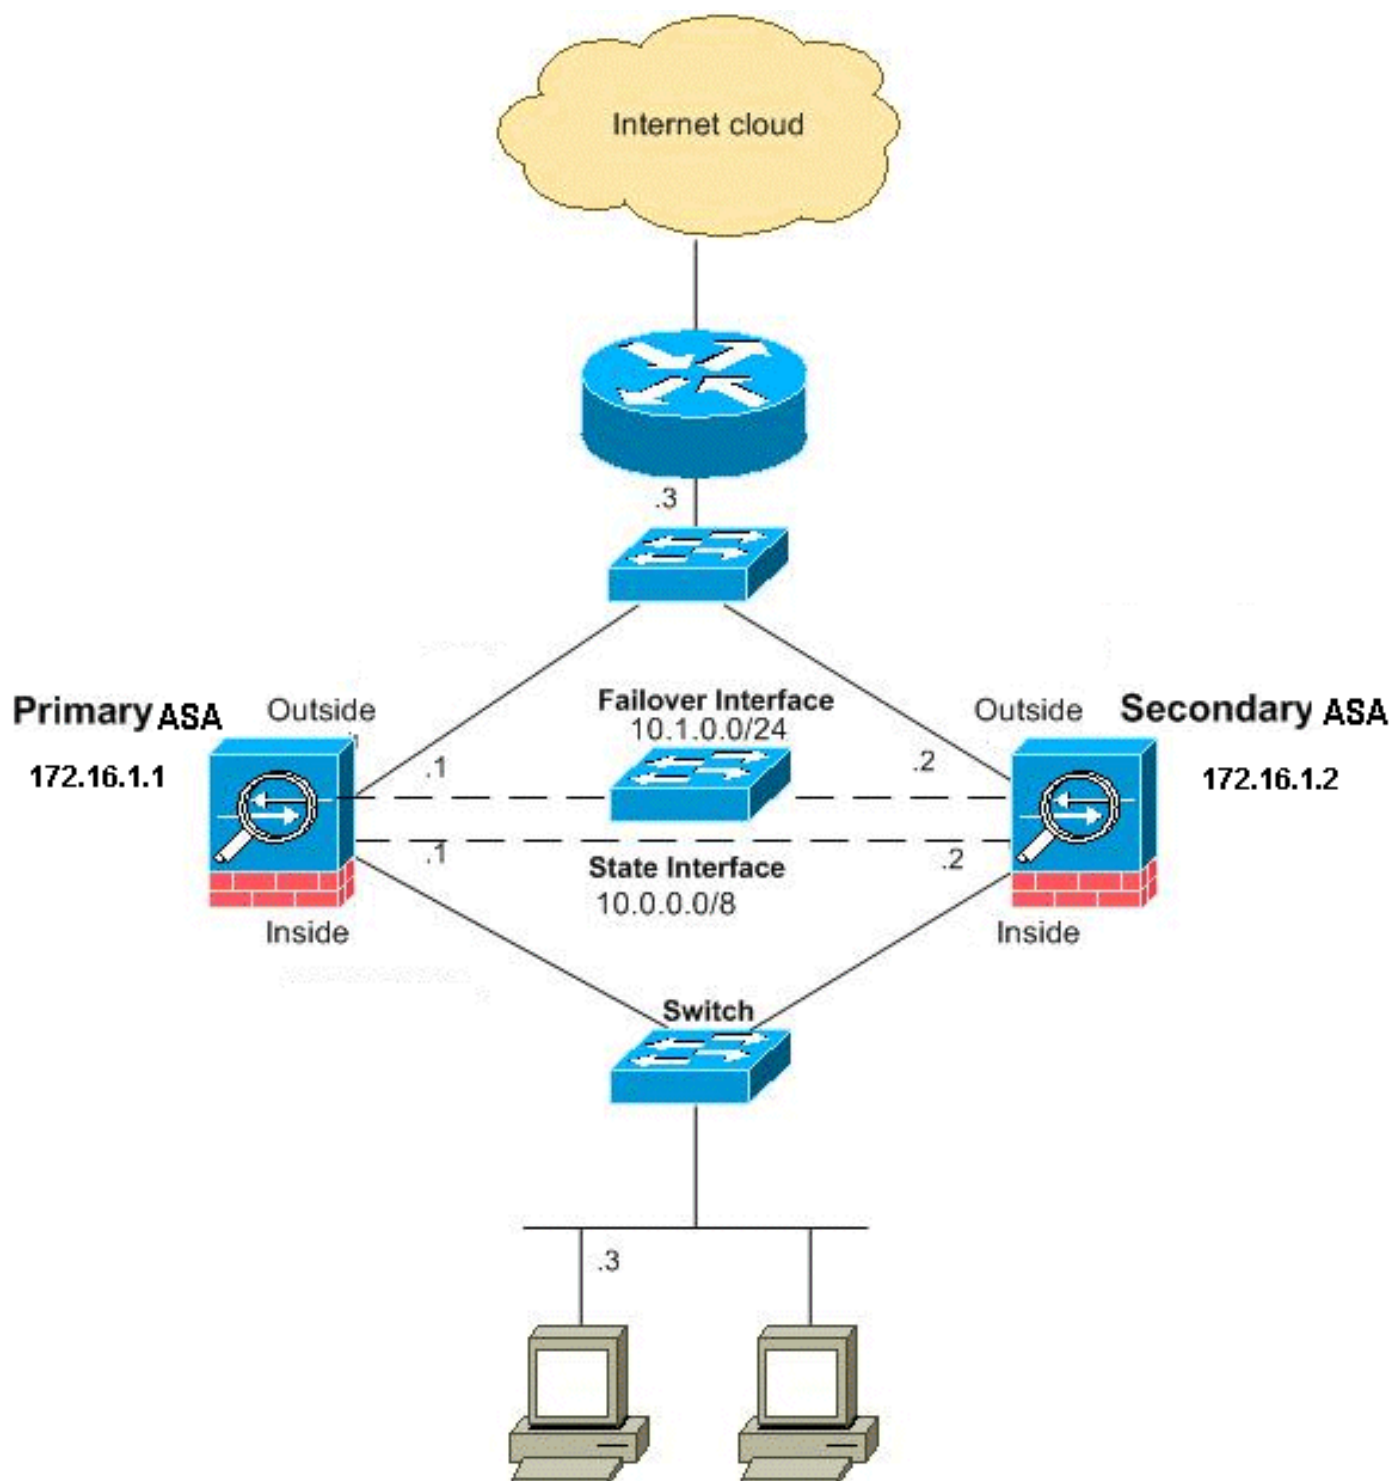 Internet cloud
.3
Primary ASA
Outside
Failover Interface
10.1.0.0/24
Outside
Secondary ASA
172.16.1.1
.1
.2
172.16.1.2
.1
State Interface
10.0.0.0/8
.2
Inside
Inside
Switch
.3